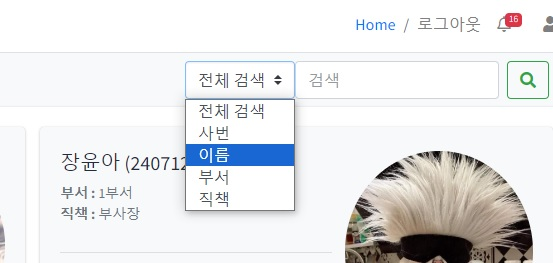 Home / 로그아웃 16
전체 검색 검색
전체 검색
사번
이름
부서
직책
장윤아 (240712
부서 : 1부서
직책 : 부사장